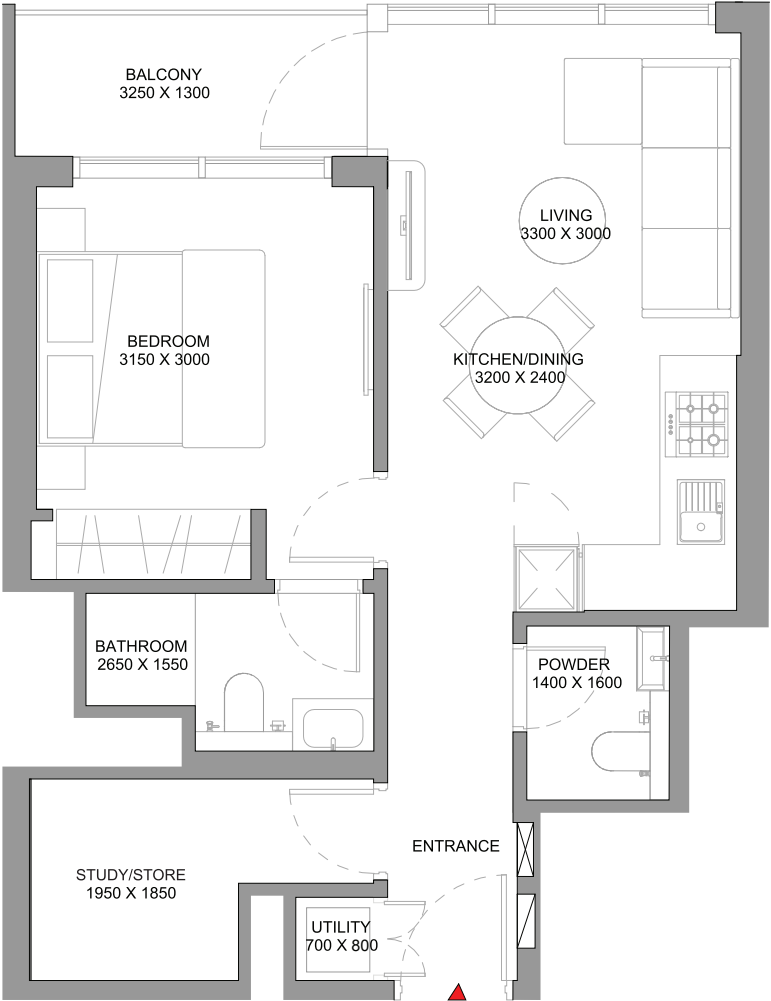 BALCONY
3250 X 1300
LIVING
3300 X 3000
BEDROOM
3150 X 3000
KITCHEN/DINING
3200 X 2400
BATHROOM
2650 X 1550
POWDER
1400 X 1600
ENTRANCE
STUDY/STORE
1950 X 1850
UTILITY
700 X 800